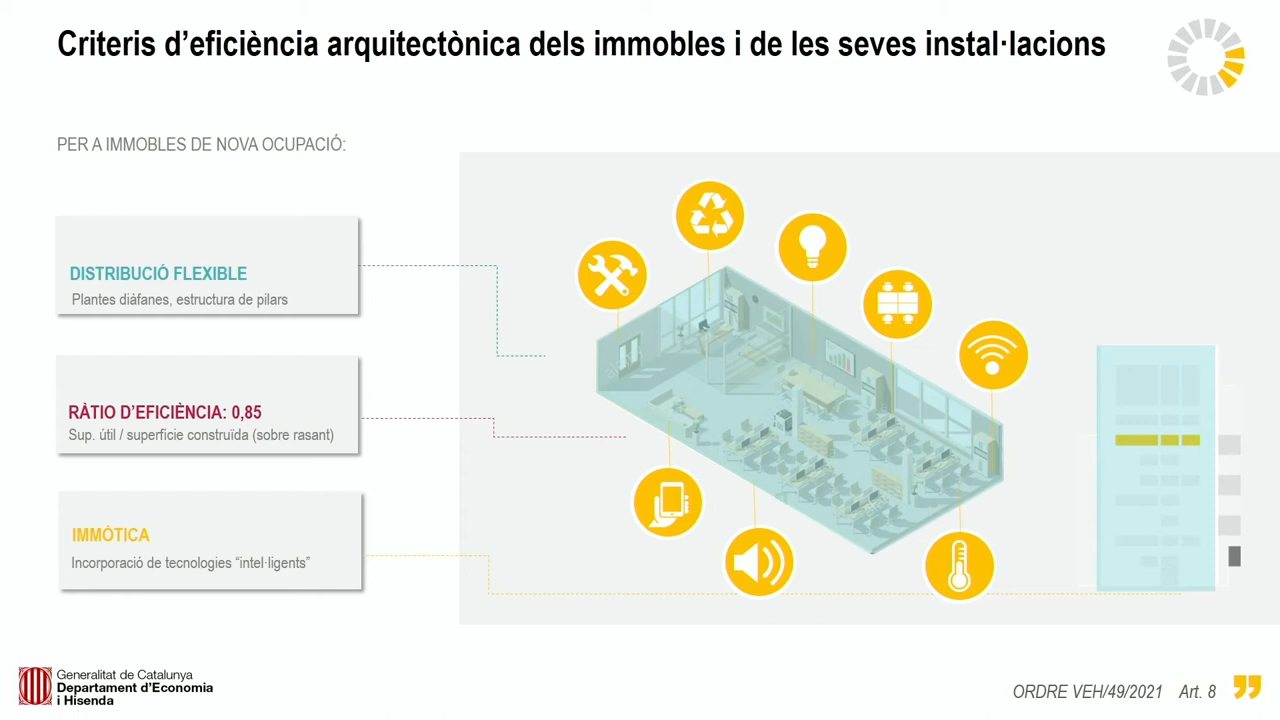 Criteris d’eficiència arquitectònica dels immobles i de les seves instal·lacions
PER A IMMOBLES DE NOVA OCUPACIÓ:
DISTRIBUCIÓ FLEXIBLE
Plantes diàfanes, estructura de pilars
RÀTIO D’EFICIÈNCIA: 0,85
Sup. útil / superfície construïda (sobre rasant)
IMMÒTICA
Incorporació de tecnologies “intel·ligents”
Generalitat de Catalunya
Departament d’Economia
i Hisenda
ORDRE VEH/49/2021 Art. 8